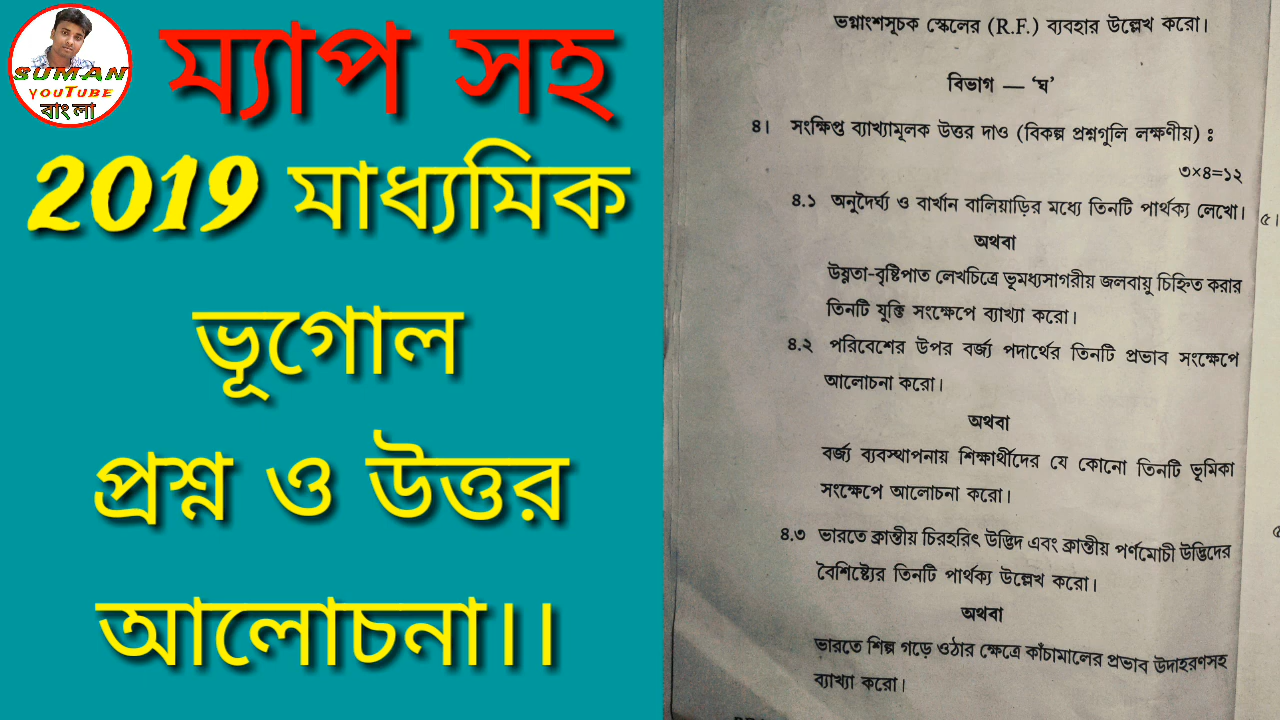 SUMAN
YOUTUBE
বাংলা
ম্যাপ সহ
2019 মাধ্যমিক
ভূগোল
প্রশ্ন ও উত্তর
আলোচনা।।
ভগ্নাংশসূচক স্কেলের (R.F.) ব্যবহার উল্লেখ করো।
বিভাগ — ‘ঘ’
৪। সংক্ষিপ্ত ব্যাখ্যামূলক উত্তর দাও (বিকল্প প্রশ্নগুলি লক্ষণীয়) ঃ
৩×৪=১২
৪.১ অনুদৈর্ঘ্য ও বার্খান বালিয়াড়ির মধ্যে তিনটি পার্থক্য লেখো।
অথবা
উষ্ণতা-বৃষ্টিপাত লেখচিত্রে ভূমধ্যসাগরীয় জলবায়ু চিহ্নিত করার
তিনটি যুক্তি সংক্ষেপে ব্যাখ্যা করো।
৪.২ পরিবেশের উপর বর্জ্য পদার্থের তিনটি প্রভাব সংক্ষেপে
আলোচনা করো।
অথবা
বর্জ্য ব্যবস্থাপনায় শিক্ষার্থীদের যে কোনো তিনটি ভূমিকা
সংক্ষেপে আলোচনা করো।
৪.৩ ভারতে ক্রান্তীয় চিরহরিৎ উদ্ভিদ এবং ক্রান্তীয় পর্ণমোচী উদ্ভিদের
বৈশিষ্ট্যের তিনটি পার্থক্য উল্লেখ করো।
অথবা
ভারতে শিল্প গড়ে ওঠার ক্ষেত্রে কাঁচামালের প্রভাব উদাহরণসহ
ব্যাখ্যা করো।
৫।